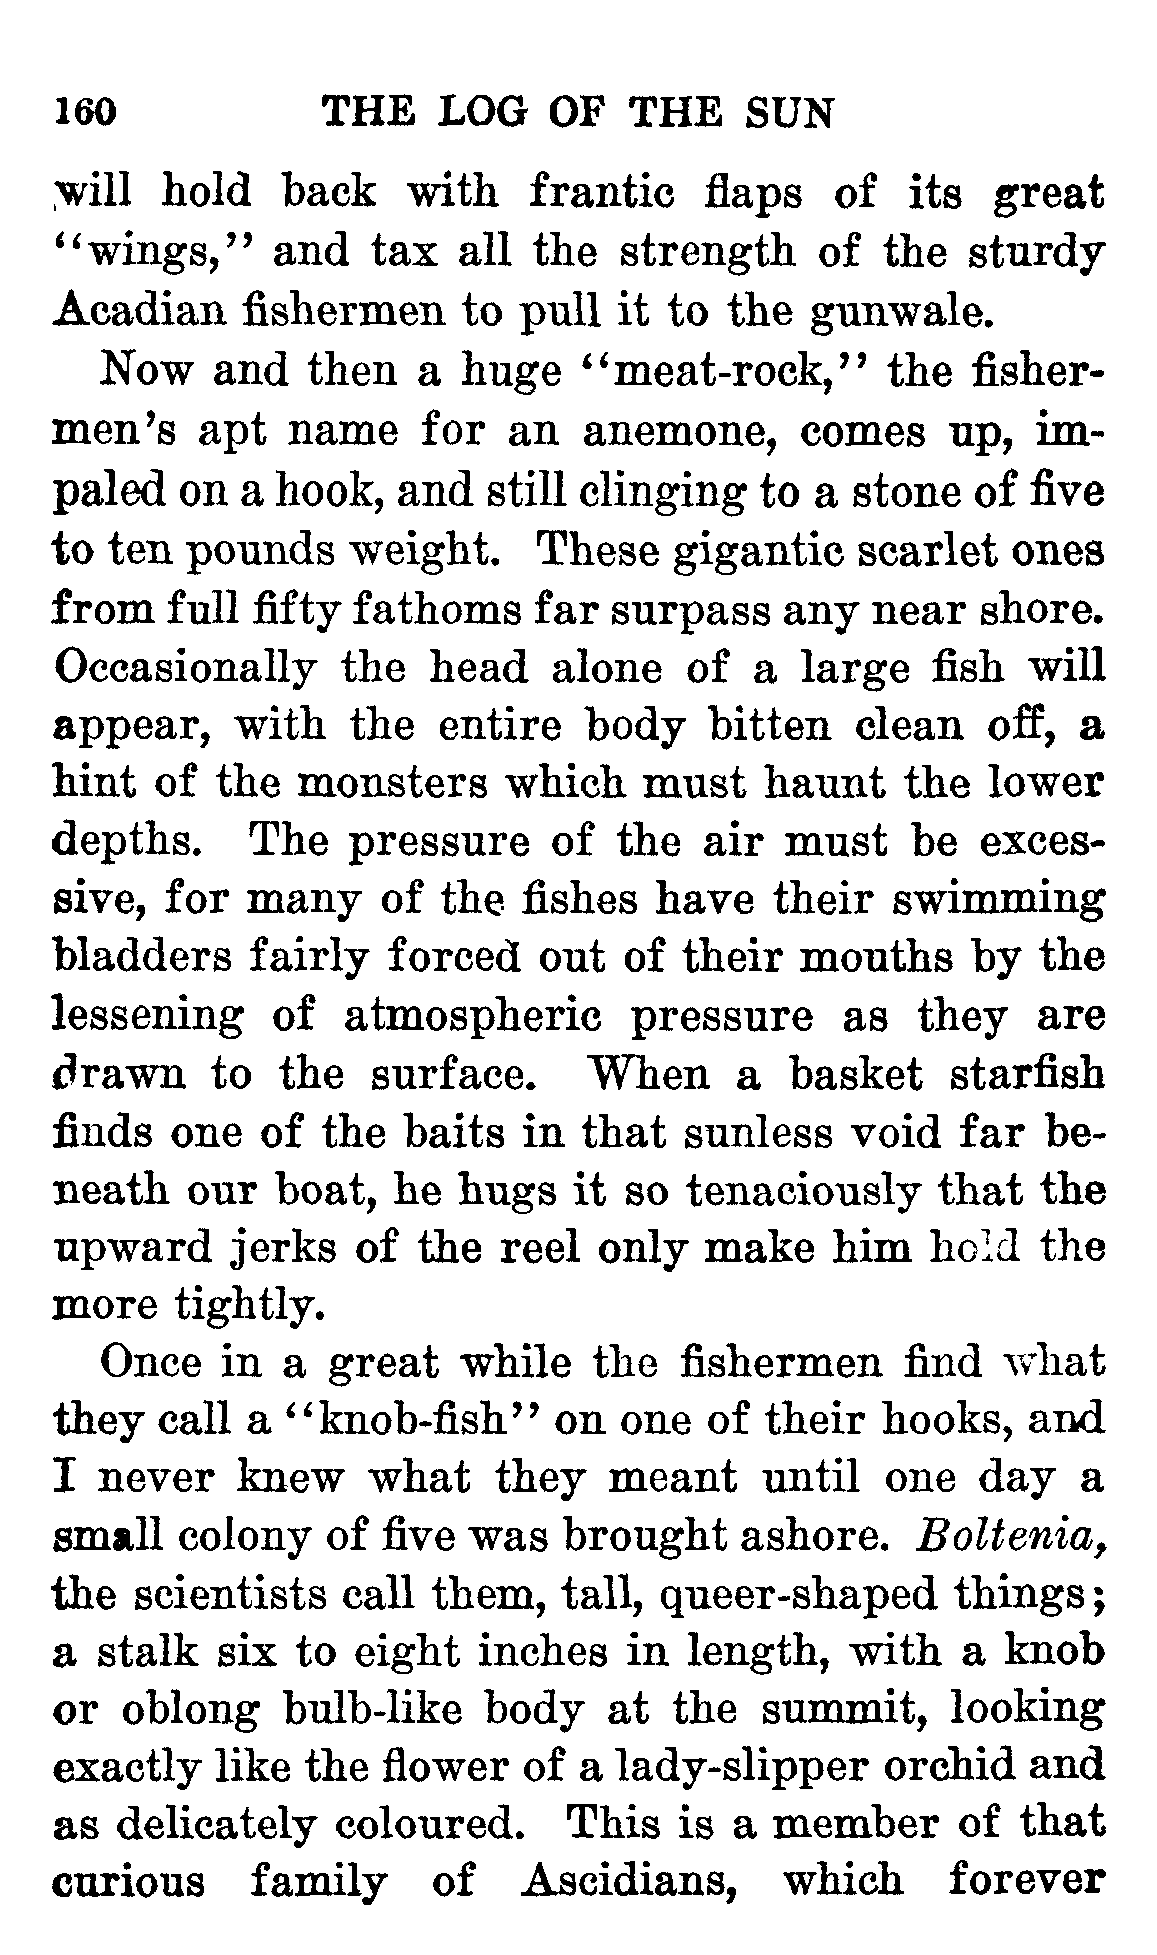 160 THE LOG OF THE SUN
will hold back with frantic flaps of its great
"wings," and tax all the strength of the sturdy
Acadian fishermen to pull it to the gunwale.
Now and then a huge "meat-rock," the fisher-
men's apt name for an anemone, comes up, im-
paled on a hook, and still clinging to a stone of five
to ten pounds weight. These gigantic scarlet ones
from full fifty fathoms far surpass any near shore.
Occasionally the head alone of a large fish will
appear, with the entire body bitten clean off, a
hint of the monsters which must haunt the lower
depths. The pressure of the air must be exces-
sive, for many of the fishes have their swimming
bladders fairly forced out of their mouths by the
lessening of atmospheric pressure as they are
drawn to the surface. When a basket starfish
finds one of the baits in that sunless void far be-
neath our boat, he hugs it so tenaciously that the
upward jerks of the reel only make him hold the
more tightly.
Once in a great while the fishermen find what
they call a "knob-fish" on one of their hooks, and
I never knew what they meant until one day a
small colony of five was brought ashore. Boltenia,
the scientists call them, tall, queer-shaped things;
a stalk six to eight inches in length, with a knob
or oblong bulb-like body at the summit, looking
exactly like the flower of a lady-slipper orchid and
as delicately coloured. This is a member of that
curious family of Ascidians, which forever